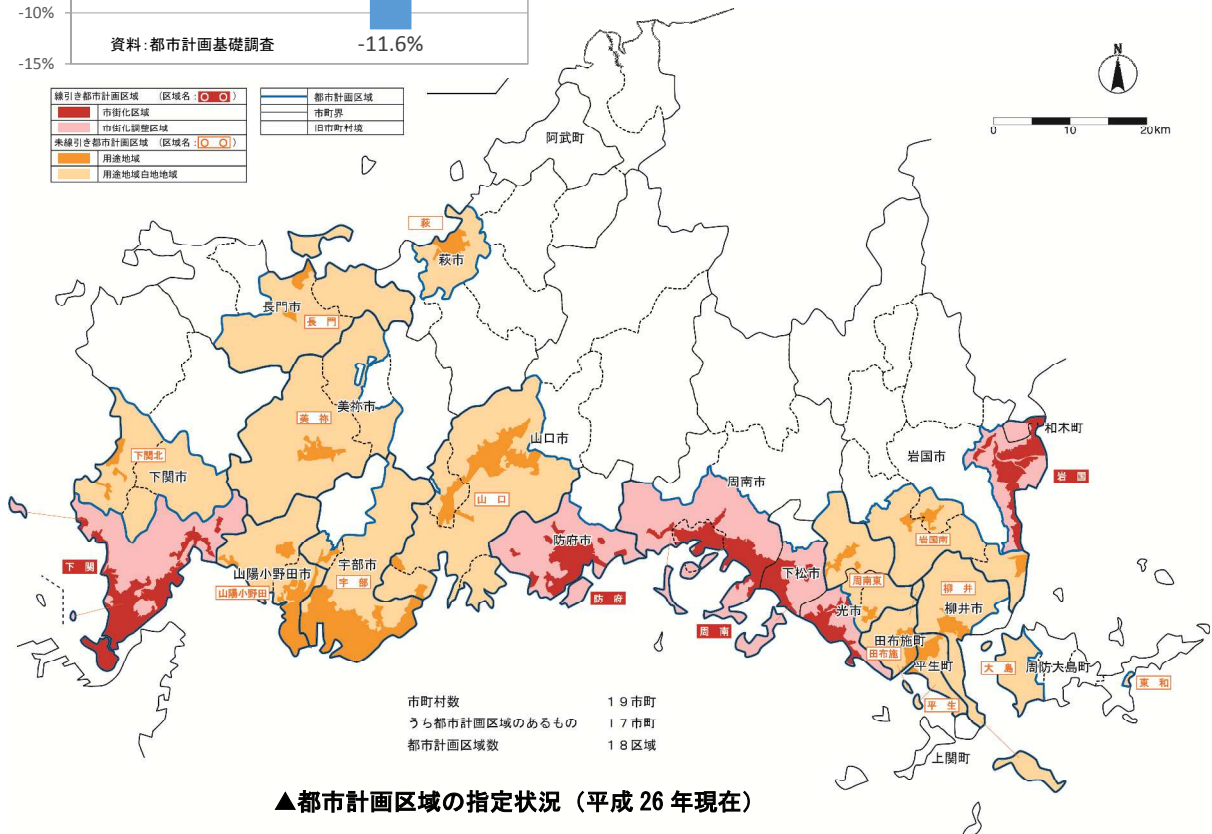 -10%
資料：都市計画基礎調査
-11.6%
-15%
線引き都市計画区域 （区域名：○ ○）
市街化区域
市街化調整区域
未線引き都市計画区域 （区域名：○ ○）
用途地域
用途地域白地地域
都市計画区域
市町界
旧市町村境
N
0 10 20km
阿武町
萩
萩市
長門市
長 門
美祢市
美 祢
山口市
山 口
下関北
下関市
下 関
山陽小野田市
山陽小野田
宇部市
宇 部
防府市
防 府
周南市
周 南
下松市
光市
周南東
岩国市
岩国南
和木町
岩 国
柳 井
柳井市
田布施町
田布施
平生町
平 生
大 島
周防大島町
東 和
上関町
市町村数 19市町
うち都市計画区域のあるもの 17市町
都市計画区域数 18区域
▲都市計画区域の指定状況（平成 26 年現在）